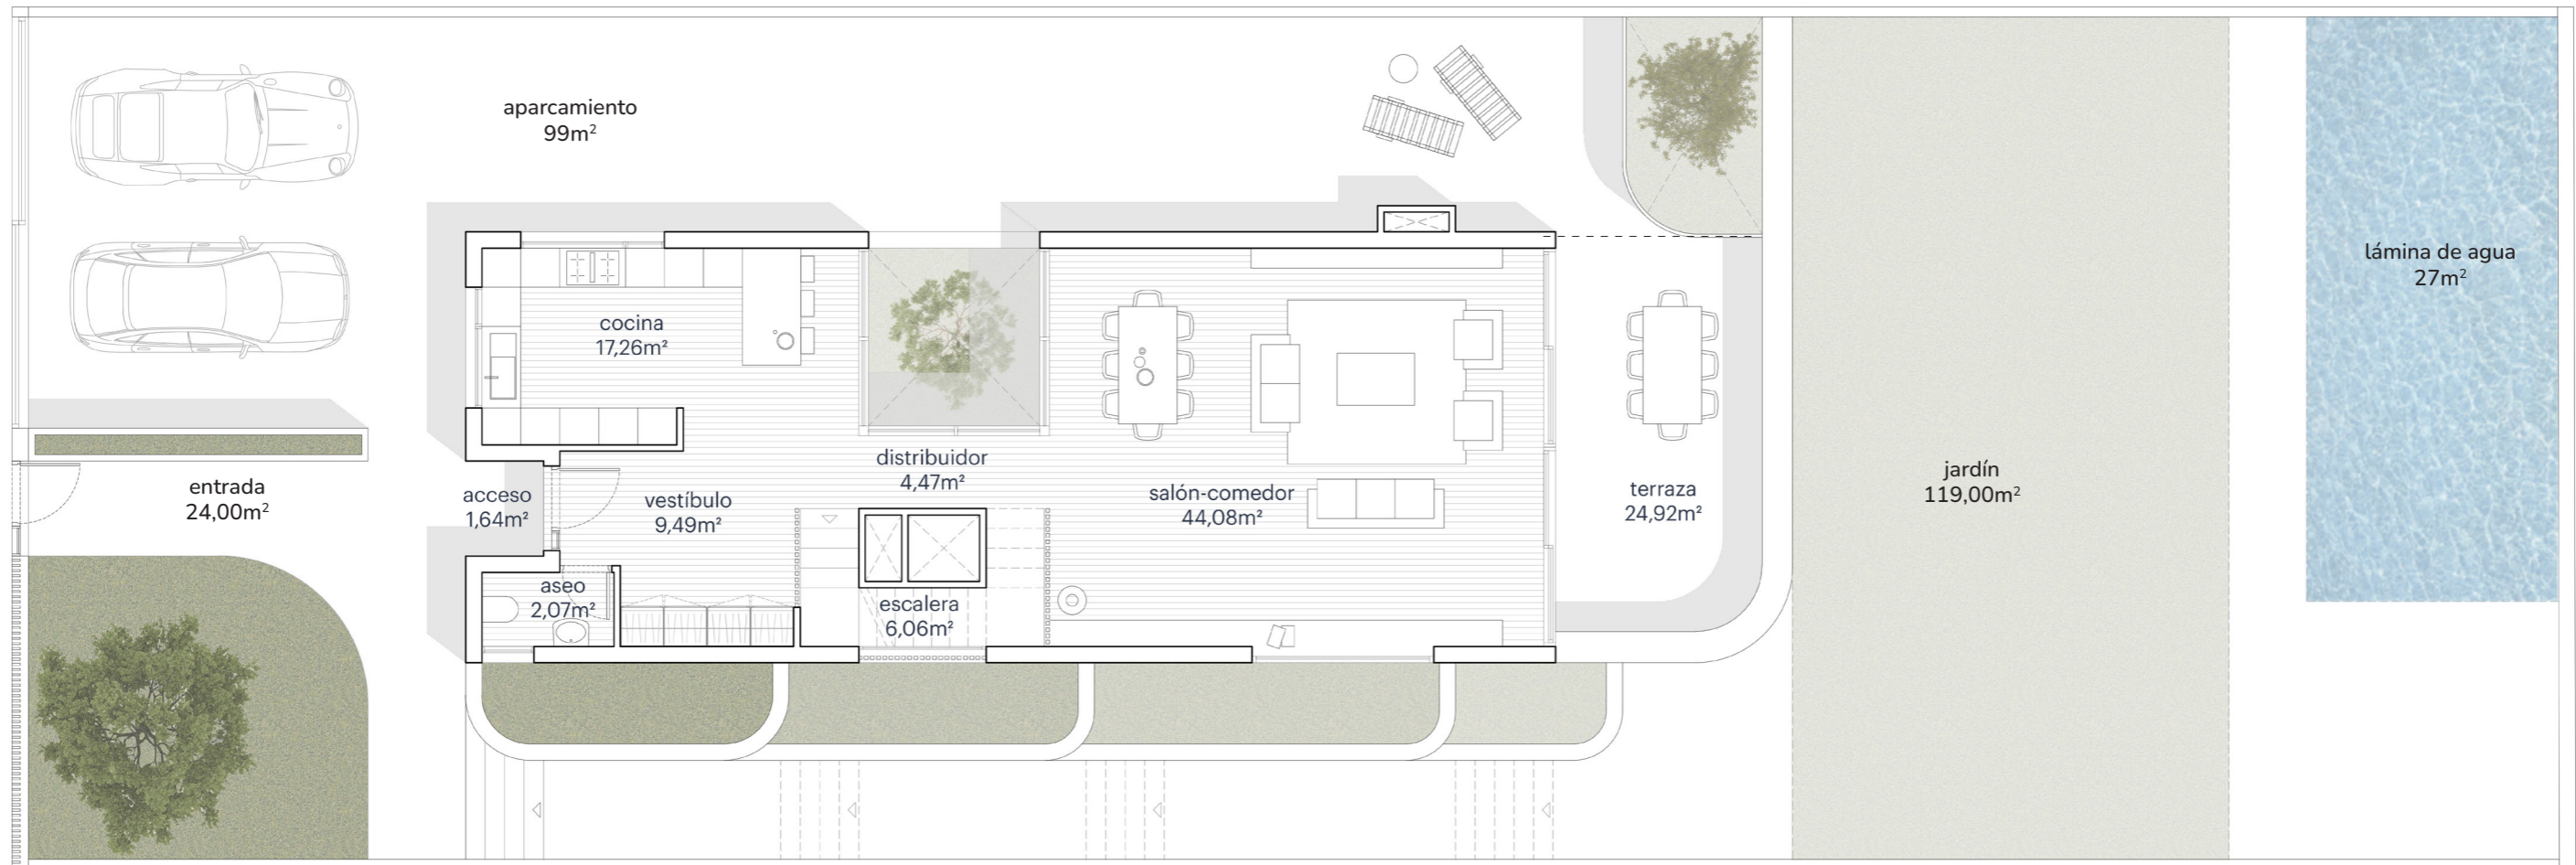 aparcamiento
99m²
lámina de agua
27m²
cocina
17,26m²
distribuidor
4,47m²
entrada
24,00m²
acceso
1,64m²
vestíbulo
9,49m²
salón-comedor
44,08m²
terraza
24,92m²
jardín
119,00m²
aseo
2,07m²
escalera
6,06m²